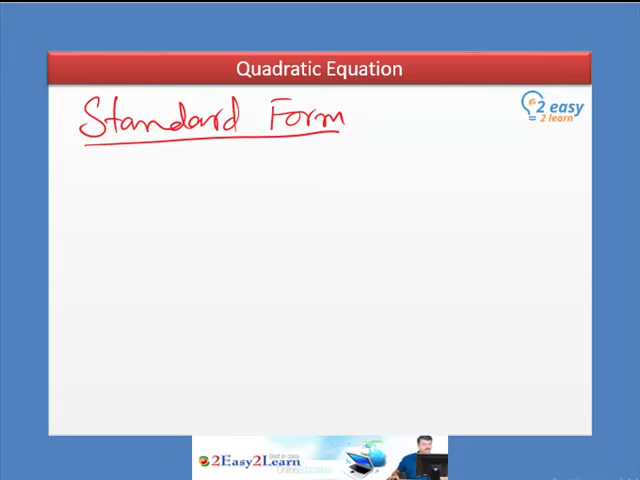 Quadratic Equation
Standard Form
2 easy
2 learn
2Easy2Learn